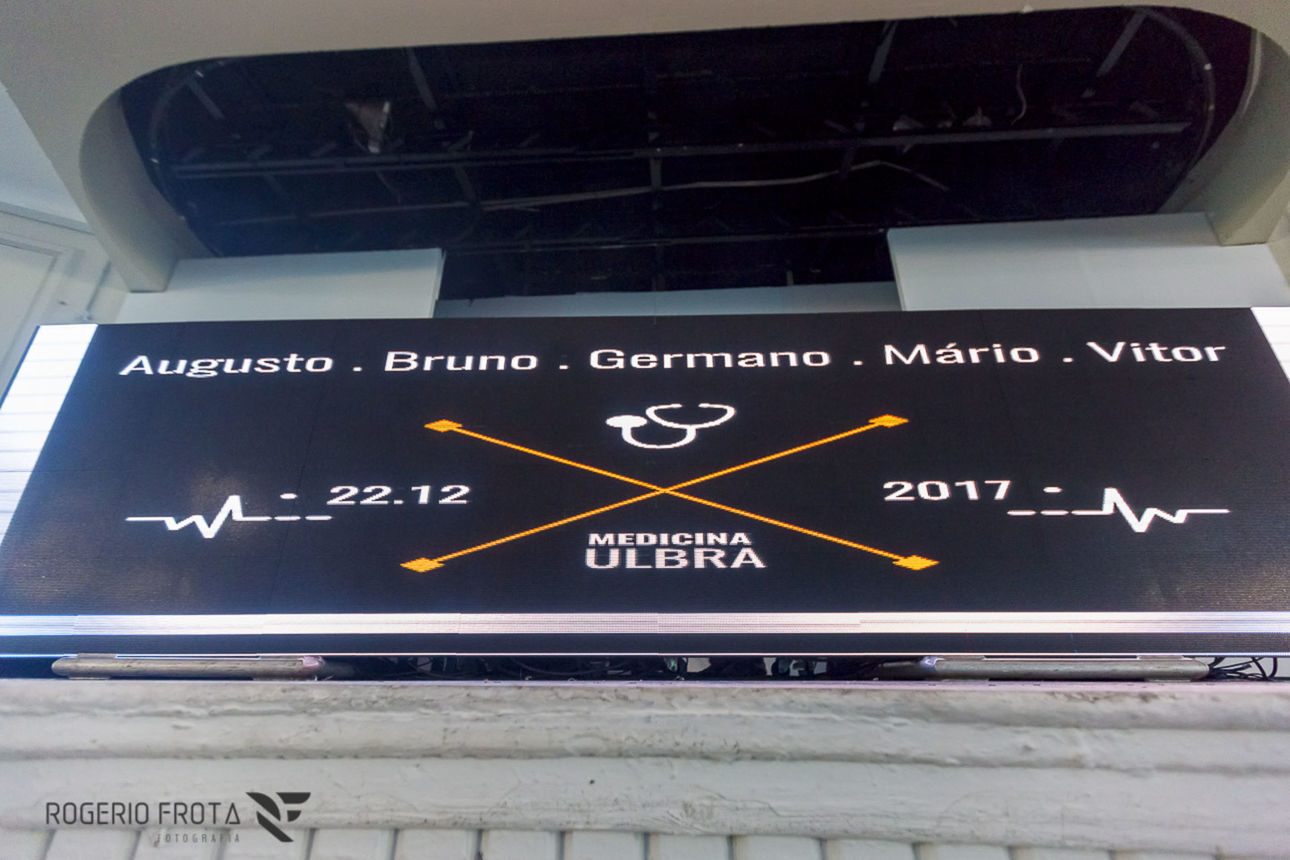 Augusto . Bruno . Germano . Mário . Vitor
22.12
2017
MEDICINA
ULBRA
ROGERIO FROTA
FOTOGRAFIA